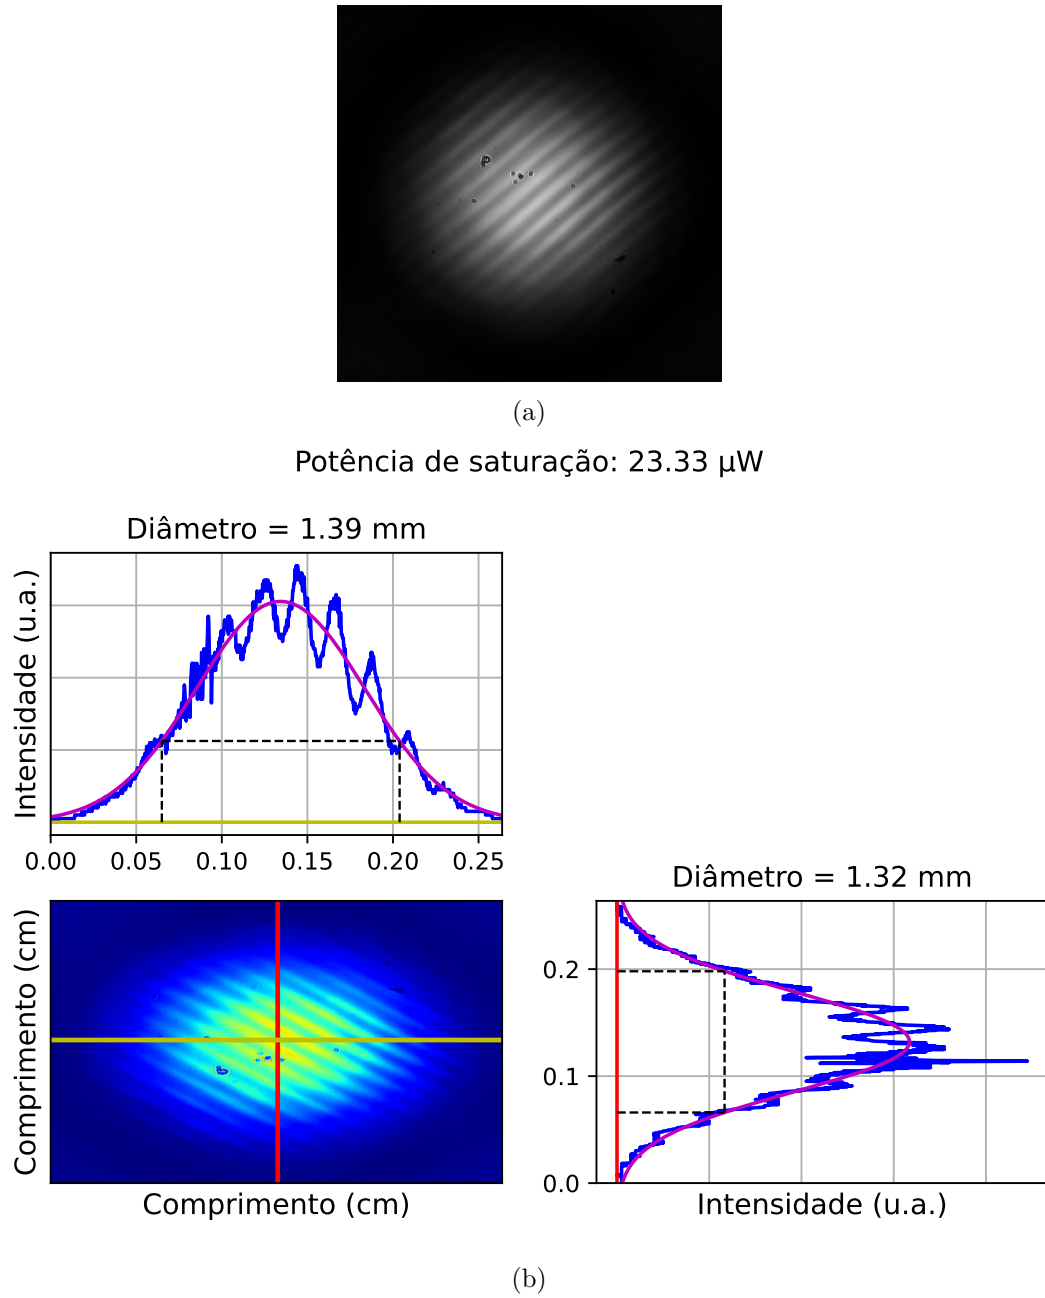 (a)
Potência de saturação: 23.33 µW
Diâmetro = 1.39 mm
Intensidade (u.a.)
0.00 0.05 0.10 0.15 0.20 0.25
Comprimento (cm)
Comprimento (cm)
Diâmetro = 1.32 mm
0.2
0.1
0.0
Intensidade (u.a.)
(b)